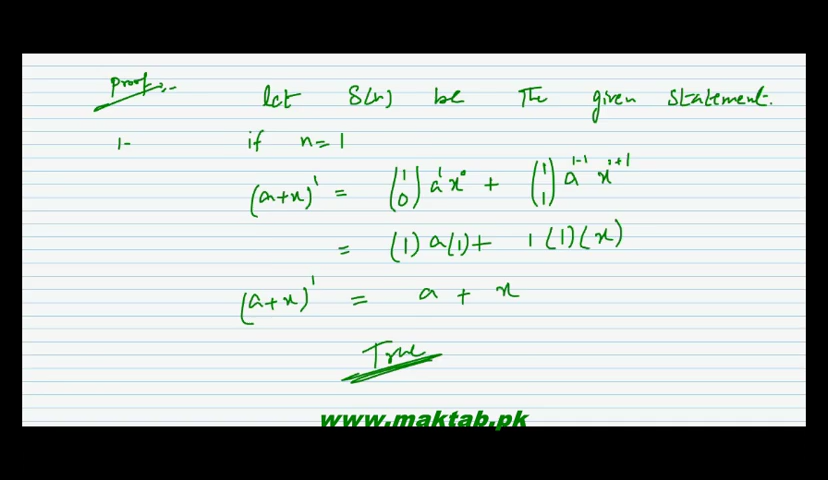 Proof:-
let S(n) be The given Statement.
1- if n=1
(a+x)¹ = (1 0) a¹x⁰ + (1 1) a¹⁻¹ x⁰⁺¹
= (1) a(1) + 1(1)(x)
(a+x)¹ = a + x
True
www.maktab.pk